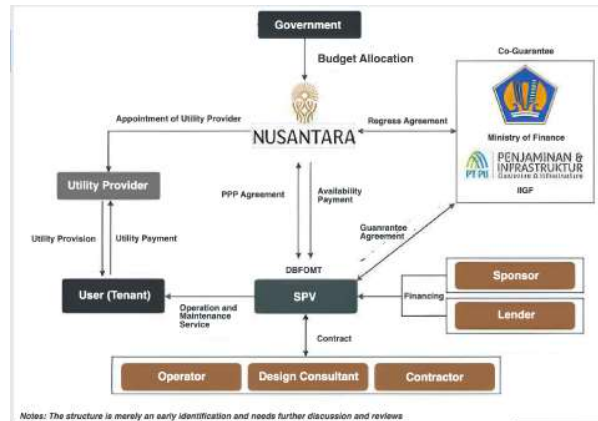 Government
Budget Allocation
Co-Guarantee
Appointment of Utility Provider
NUSANTARA
Regress Agreement
Ministry of Finance
PT PII
PENJAMINAN &
INFRASTRUKTUR
IIGF
Utility Provider
PPP Agreement
Availability
Payment
Utility Provision
Utility Payment
Guanrantee
Agreement
DBFOMT
User (Tenant)
Operation and
Maintenance
Service
SPV
Financing
Sponsor
Lender
Contract
Operator
Design Consultant
Contractor
Notes: The structure is merely an early identification and needs further discussion and reviews